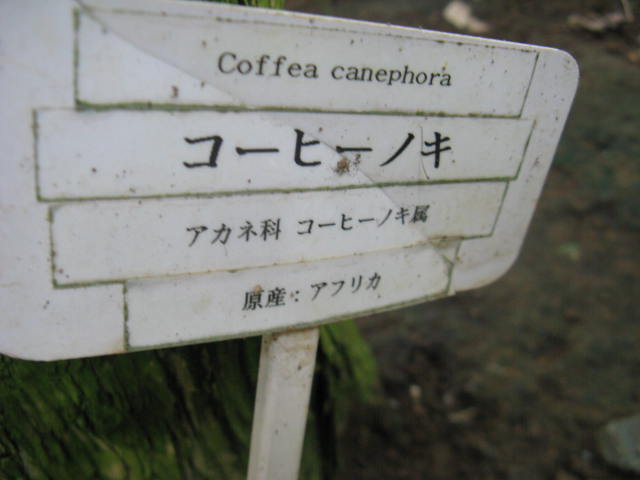 Coffea canephora
コーヒーノキ
アカネ科 コーヒーノキ属
原産：アフリカ